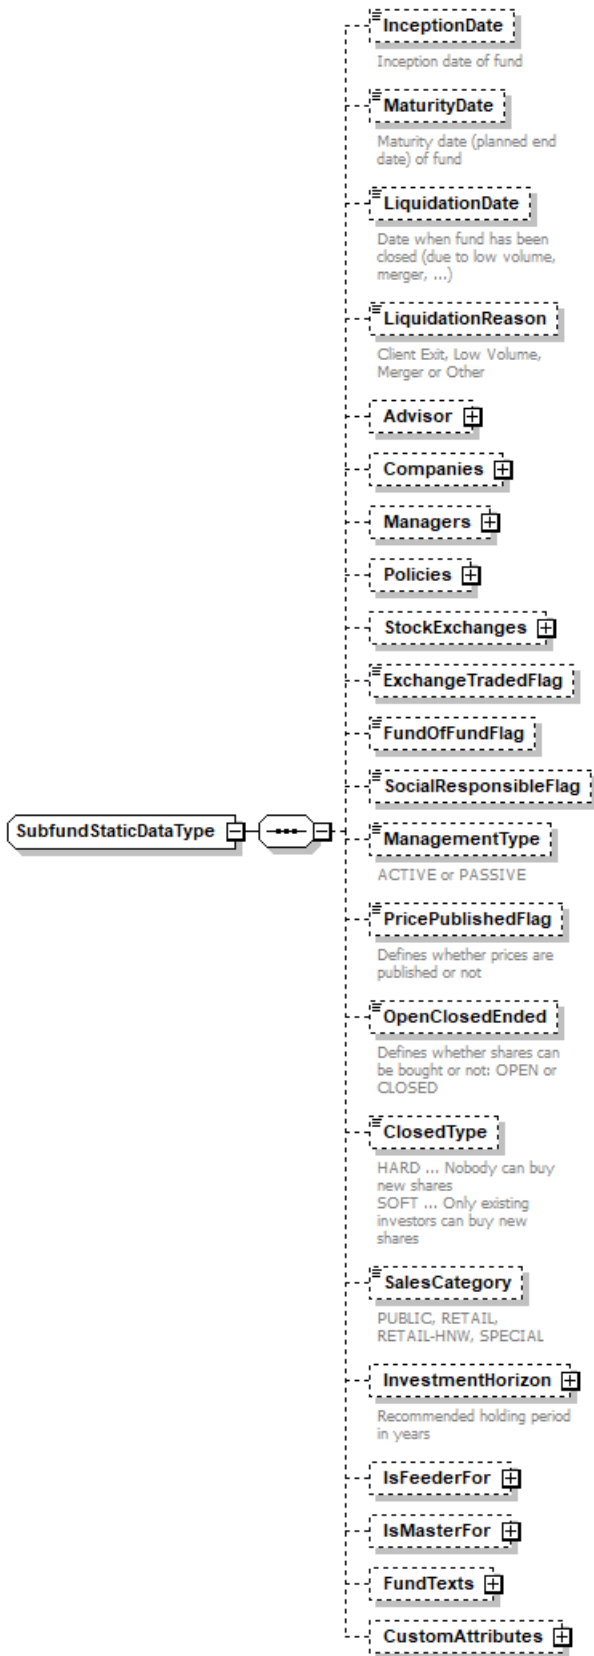 InceptionDate
Inception date of fund
MaturityDate
Maturity date (planned end
date) of fund
LiquidationDate
Date when fund has been
closed (due to low volume,
merger, ...)
LiquidationReason
Client Exit, Low Volume,
Merger or Other
Advisor
Companies
Managers
Policies
StockExchanges
ExchangeTradedFlag
FundOfFundFlag
SocialResponsibleFlag
SubfundStaticDataType
ManagementType
ACTIVE or PASSIVE
PricePublishedFlag
Defines whether prices are
published or not
OpenClosedEnded
Defines whether shares can
be bought or not: OPEN or
CLOSED
ClosedType
HARD ... Nobody can buy
new shares
SOFT ... Only existing
investors can buy new
shares
SalesCategory
PUBLIC, RETAIL,
RETAIL-HNW, SPECIAL
InvestmentHorizon
Recommended holding period
in years
IsFeederFor
IsMasterFor
FundTexts
CustomAttributes